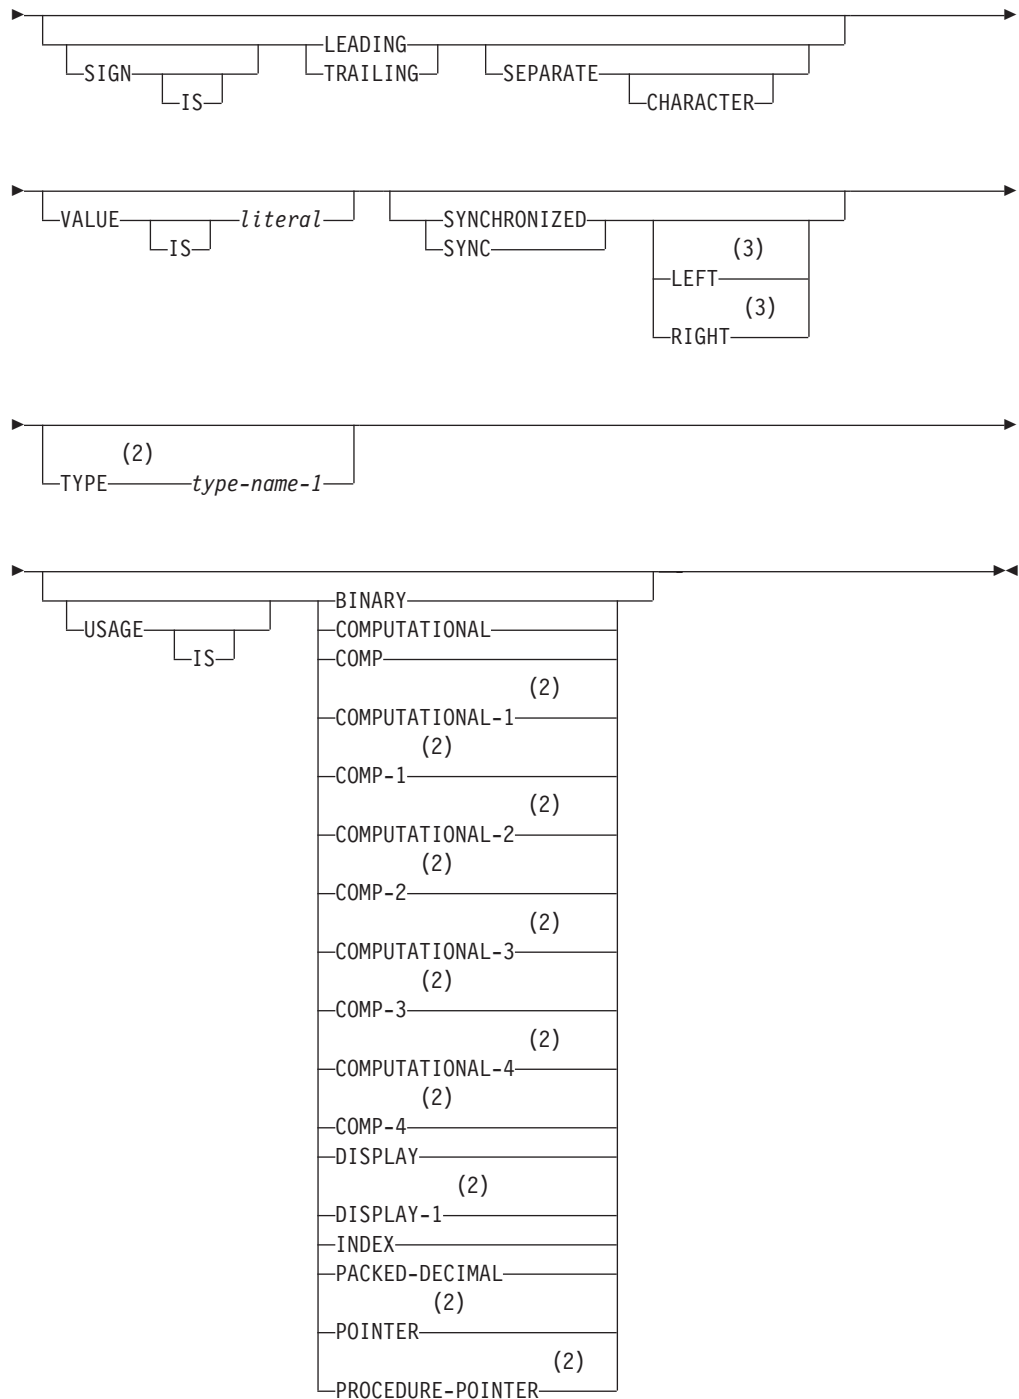 LEADING
SIGN TRAILING SEPARATE
IS CHARACTER
VALUE literal SYNCHRONIZED
IS SYNC (3)
LEFT
(3)
RIGHT
(2)
TYPE type-name-1
BINARY
USAGE COMPUTATIONAL
IS COMP
(2)
COMPUTATIONAL-1
(2)
COMP-1
(2)
COMPUTATIONAL-2
(2)
COMP-2
(2)
COMPUTATIONAL-3
(2)
COMP-3
(2)
COMPUTATIONAL-4
(2)
COMP-4
DISPLAY
(2)
DISPLAY-1
INDEX
PACKED-DECIMAL
(2)
POINTER
(2)
PROCEDURE-POINTER